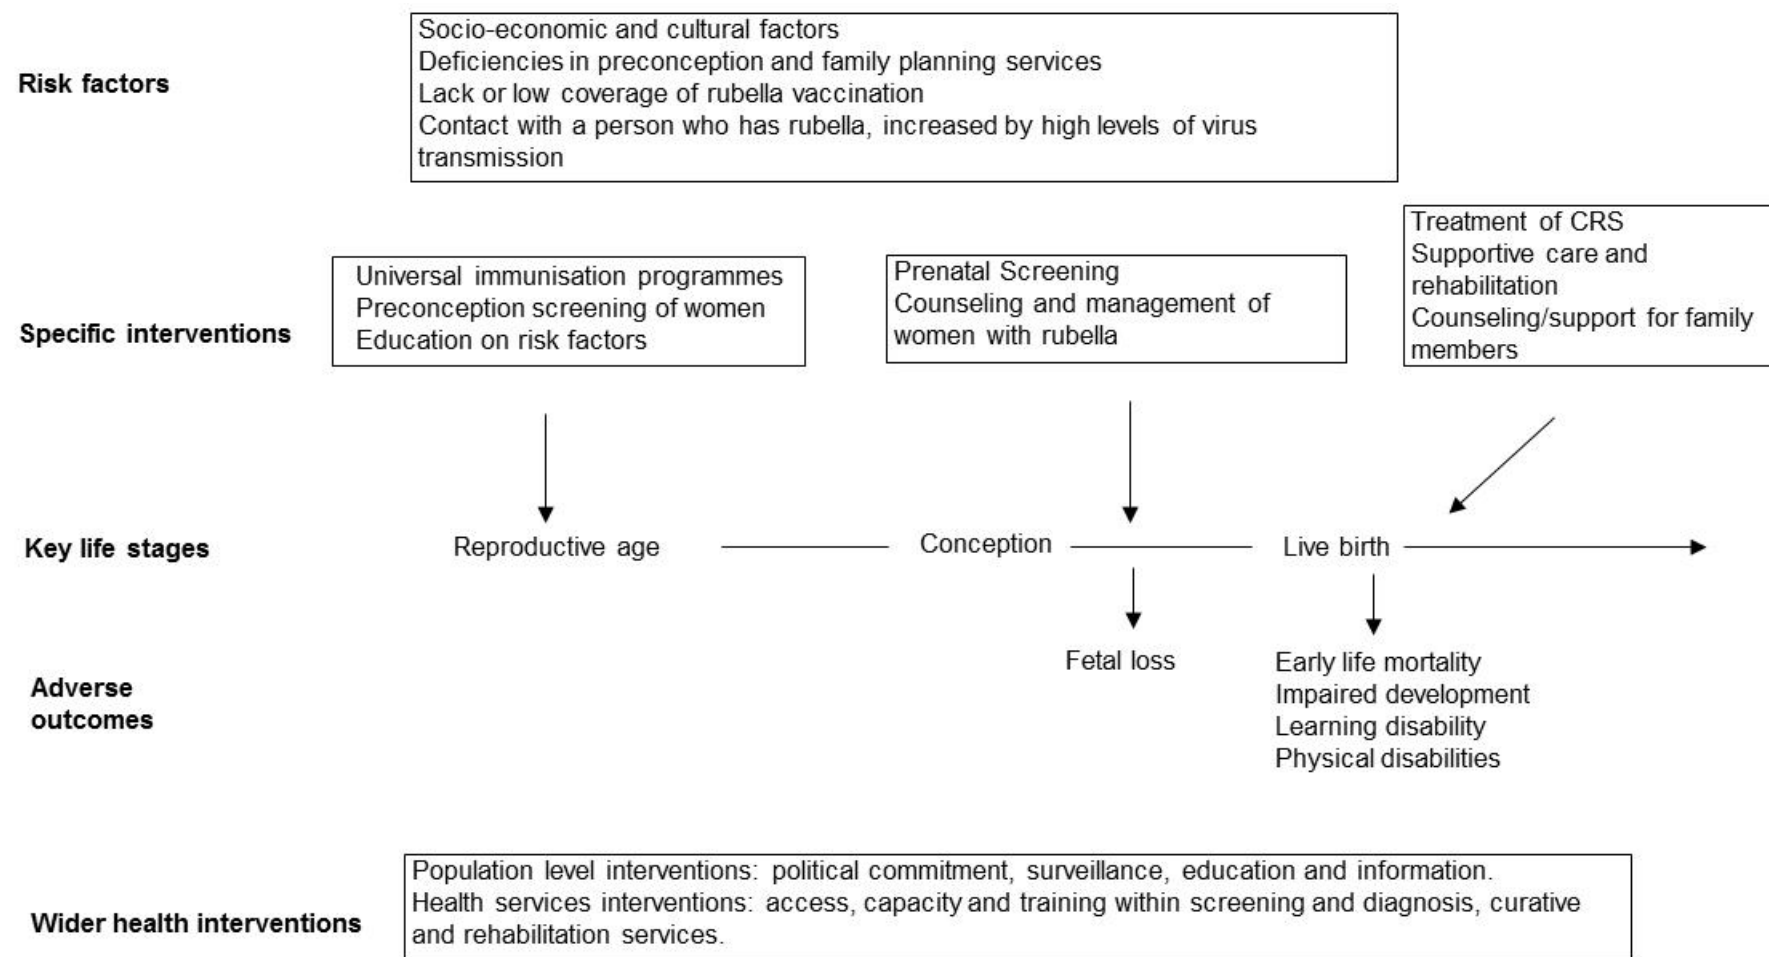 Risk factors
Socio-economic and cultural factors
Deficiencies in preconception and family planning services
Lack or low coverage of rubella vaccination
Contact with a person who has rubella, increased by high levels of virus
transmission
Specific interventions
Universal immunisation programmes
Preconception screening of women
Education on risk factors
Prenatal Screening
Counseling and management of
women with rubella
Treatment of CRS
Supportive care and
rehabilitation
Counseling/support for family
members
Key life stages
Reproductive age
Conception
Live birth
Adverse
outcomes
Fetal loss
Early life mortality
Impaired development
Learning disability
Physical disabilities
Wider health interventions
Population level interventions: political commitment, surveillance, education and information.
Health services interventions: access, capacity and training within screening and diagnosis, curative
and rehabilitation services.